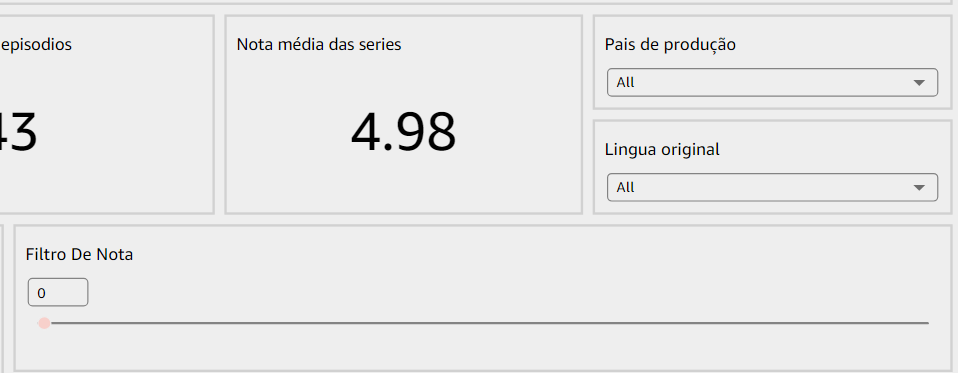 episodios
Nota média das series
Pais de produção
All
43
4.98
Lingua original
All
Filtro De Nota
0